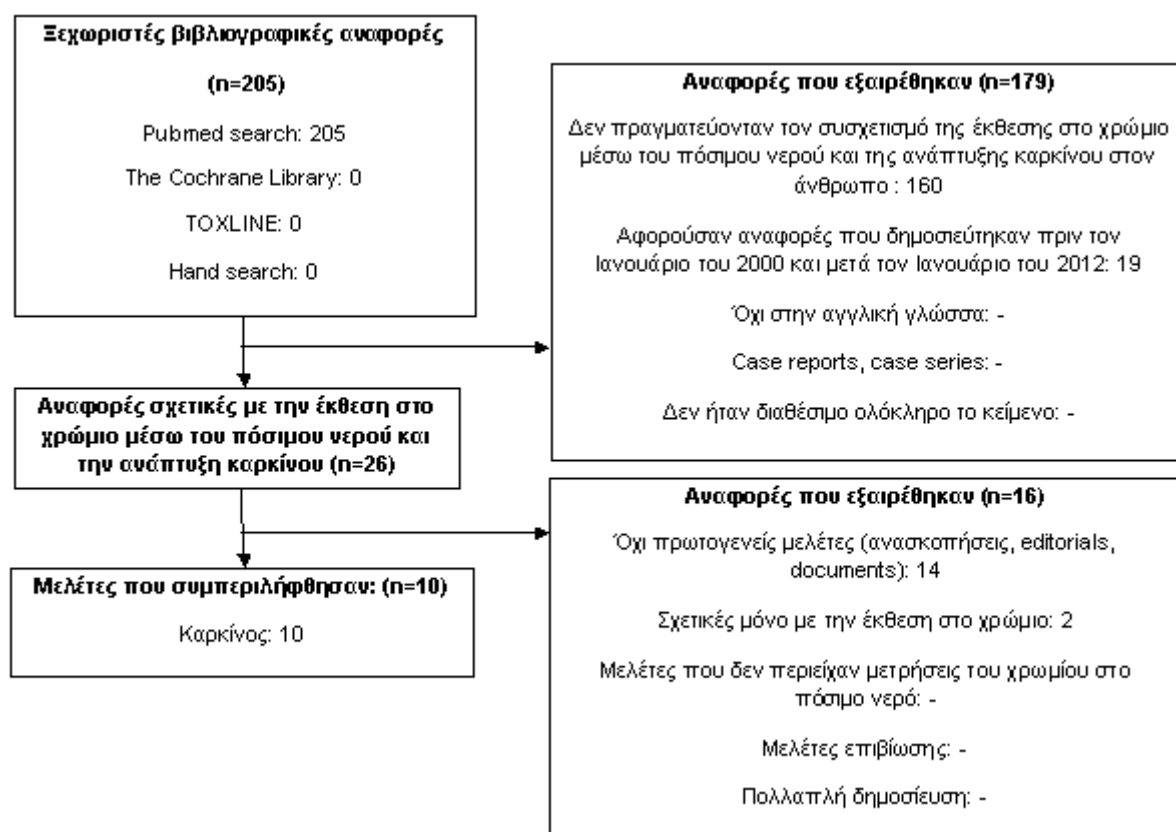 Ξεχωριστές βιβλιογραφικές αναφορές
(n=205)
Pubmed search: 205
The Cochrane Library: 0
TOXLINE: 0
Hand search: 0
Αναφορές που εξαιρέθηκαν (n=179)
Δεν πραγματεύονταν τον συσχετισμό της έκθεσης στο χρώμιο
μέσω του πόσιμου νερού και της ανάπτυξης καρκίνου στον
άνθρωπο : 160
Αφορούσαν αναφορές που δημοσιεύτηκαν πριν τον
Ιανουάριο του 2000 και μετά τον Ιανουάριο του 2012: 19
Όχι στην αγγλική γλώσσα: -
Case reports, case series: -
Δεν ήταν διαθέσιμο ολόκληρο το κείμενο: -
Αναφορές σχετικές με την έκθεση στο
χρώμιο μέσω του πόσιμου νερού και
την ανάπτυξη καρκίνου (n=26)
Αναφορές που εξαιρέθηκαν (n=16)
Όχι πρωτογενείς μελέτες (ανασκοπήσεις, editorials,
documents): 14
Σχετικές μόνο με την έκθεση στο χρώμιο: 2
Μελέτες που δεν περιείχαν μετρήσεις του χρωμίου στο
πόσιμο νερό: -
Μελέτες επιβίωσης: -
Πολλαπλή δημοσίευση: -
Μελέτες που συμπεριλήφθησαν: (n=10)
Καρκίνος: 10